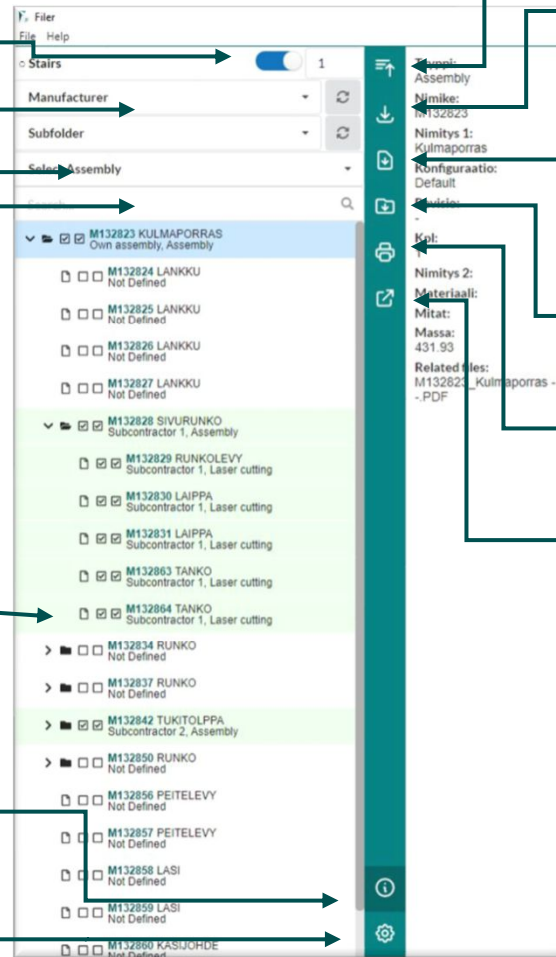 Filer
File Help
Stairs
1
Manufacturer
Subfolder
Select Assembly
Search...
M132823 KULMAPORRAS
Own assembly, Assembly
M132824 LANKKU
Not Defined
M132825 LANKKU
Not Defined
M132826 LANKKU
Not Defined
M132827 LANKKU
Not Defined
M132828 SIVURUNKO
Subcontractor 1, Assembly
M132829 RUNKOLEVY
Subcontractor 1, Laser cutting
M132830 LAIPPA
Subcontractor 1, Laser cutting
M132831 LAIPPA
Subcontractor 1, Laser cutting
M132863 TANKO
Subcontractor 1, Laser cutting
M132864 TANKO
Subcontractor 1, Laser cutting
M132834 RUNKO
Not Defined
M132837 RUNKO
Not Defined
M132842 TUKITOLPPA
Subcontractor 2, Assembly
M132850 RUNKO
Not Defined
M132856 PEITELEVY
Not Defined
M132857 PEITELEVY
Not Defined
M132858 LASI
Not Defined
M132859 LASI
Not Defined
M132860 KASIJOHDE
Not Defined
Tyyppi:
Assembly
Nimike:
M132823
Nimitys 1:
Kulmaporras
Konfiguraatio:
Default
Revisio:
-
Kpl:
1
Nimitys 2:
Materiaali:
Mitat:
Massa:
431.93
Related files:
M132823_Kulmaporras -
-.PDF